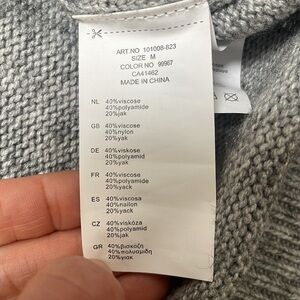 ART.NO 101008-823
SIZE M
COLOR NO 99967
CA41462
MADE IN CHINA
NL 40%viscose
40%polyamide
20%jak
GB 40%viscose
40%nylon
20%yak
DE 40%viskose
40%polyamid
20%yak
FR 40%viscose
40%polyamide
20%yack
ES 40%viscosa
40%nailon
20%yack
CZ 40%viskóza
40%polyamid
20%jak
GR 40%βισκοζη
40%πολυαμιδη
20%γιακ